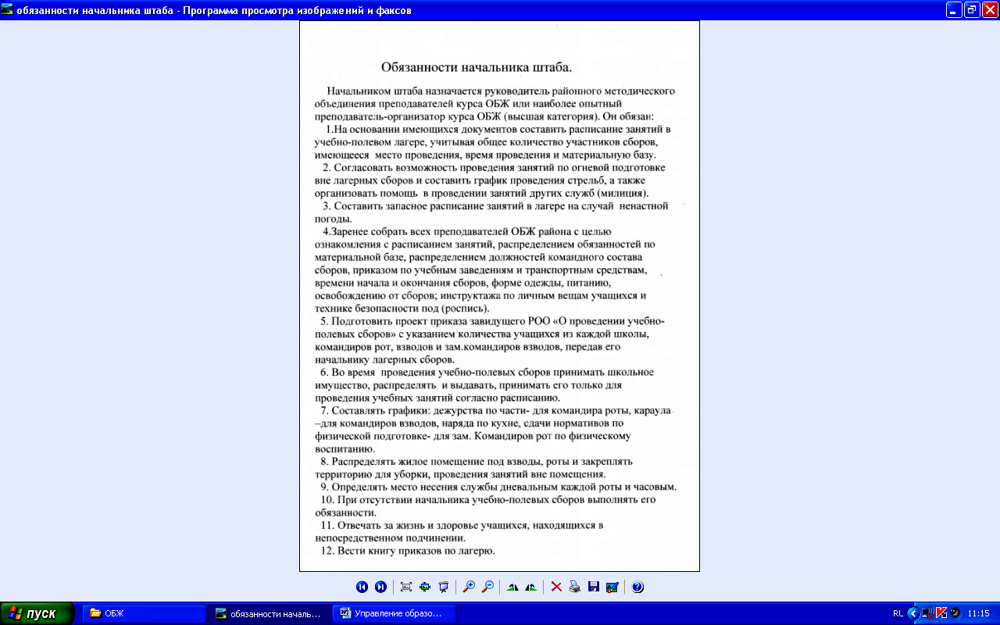 обязанности начальника штаба - Программа просмотра изображений и факсов
Обязанности начальника штаба.
Начальником штаба назначается руководитель районного методического
объединения преподавателей курса ОБЖ или наиболее опытный
преподаватель-организатор курса ОБЖ (высшая категория). Он обязан:
1.На основании имеющихся документов составить расписание занятий в
учебно-полевом лагере, учитывая общее количество участников сборов,
имеющееся место проведения, время проведения и материальную базу.
2. Согласовать возможность проведения занятий по огневой подготовке
вне лагерных сборов и составить график проведения стрельб, а также
организовать помощь в проведении занятий других служб (милиция).
3. Составить запасное расписание занятий в лагере на случай ненастной
погоды.
4.Заренее собрать всех преподавателей ОБЖ района с целью
ознакомления с расписанием занятий, распределением обязанностей по
материальной базе, распределением должностей командного состава
сборов, приказом по учебным заведениям и транспортным средствам,
времени начала и окончания сборов, форме одежды, питанию,
освобождению от сборов; инструктажа по личным вещам учащихся и
технике безопасности под (роспись).
5. Подготовить проект приказа завидущего РОО «О проведении учебно-
полевых сборов» с указанием количества учащихся из каждой школы,
командиров рот, взводов и зам.командиров взводов, передав его
начальнику лагерных сборов.
6. Во время проведения учебно-полевых сборов принимать школьное
имущество, распределять и выдавать, принимать его только для
проведения учебных занятий согласно расписанию.
7. Составлять графики: дежурства по части- для командира роты, караула
–для командиров взводов, наряда по кухне, сдачи нормативов по
физической подготовке- для зам. Командиров рот по физическому
воспитанию.
8. Распределять жилое помещение под взводы, роты и закреплять
территорию для уборки, проведения занятий вне помещения.
9. Определять место несения службы дневальным каждой роты и часовым.
10. При отсутствии начальника учебно-полевых сборов выполнять его
обязанности.
11. Отвечать за жизнь и здоровье учащихся, находящихся в
непосредственном подчинении.
12. Вести книгу приказов по лагерю.
пуск ОБЖ обязанности началь... Управление образо... RL 11:15